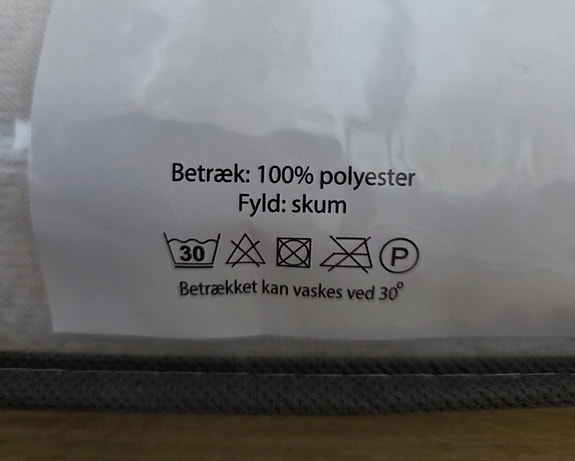 Betræk: 100% polyester
Fyld: skum
30 P
Betrækket kan vaskes ved 30°